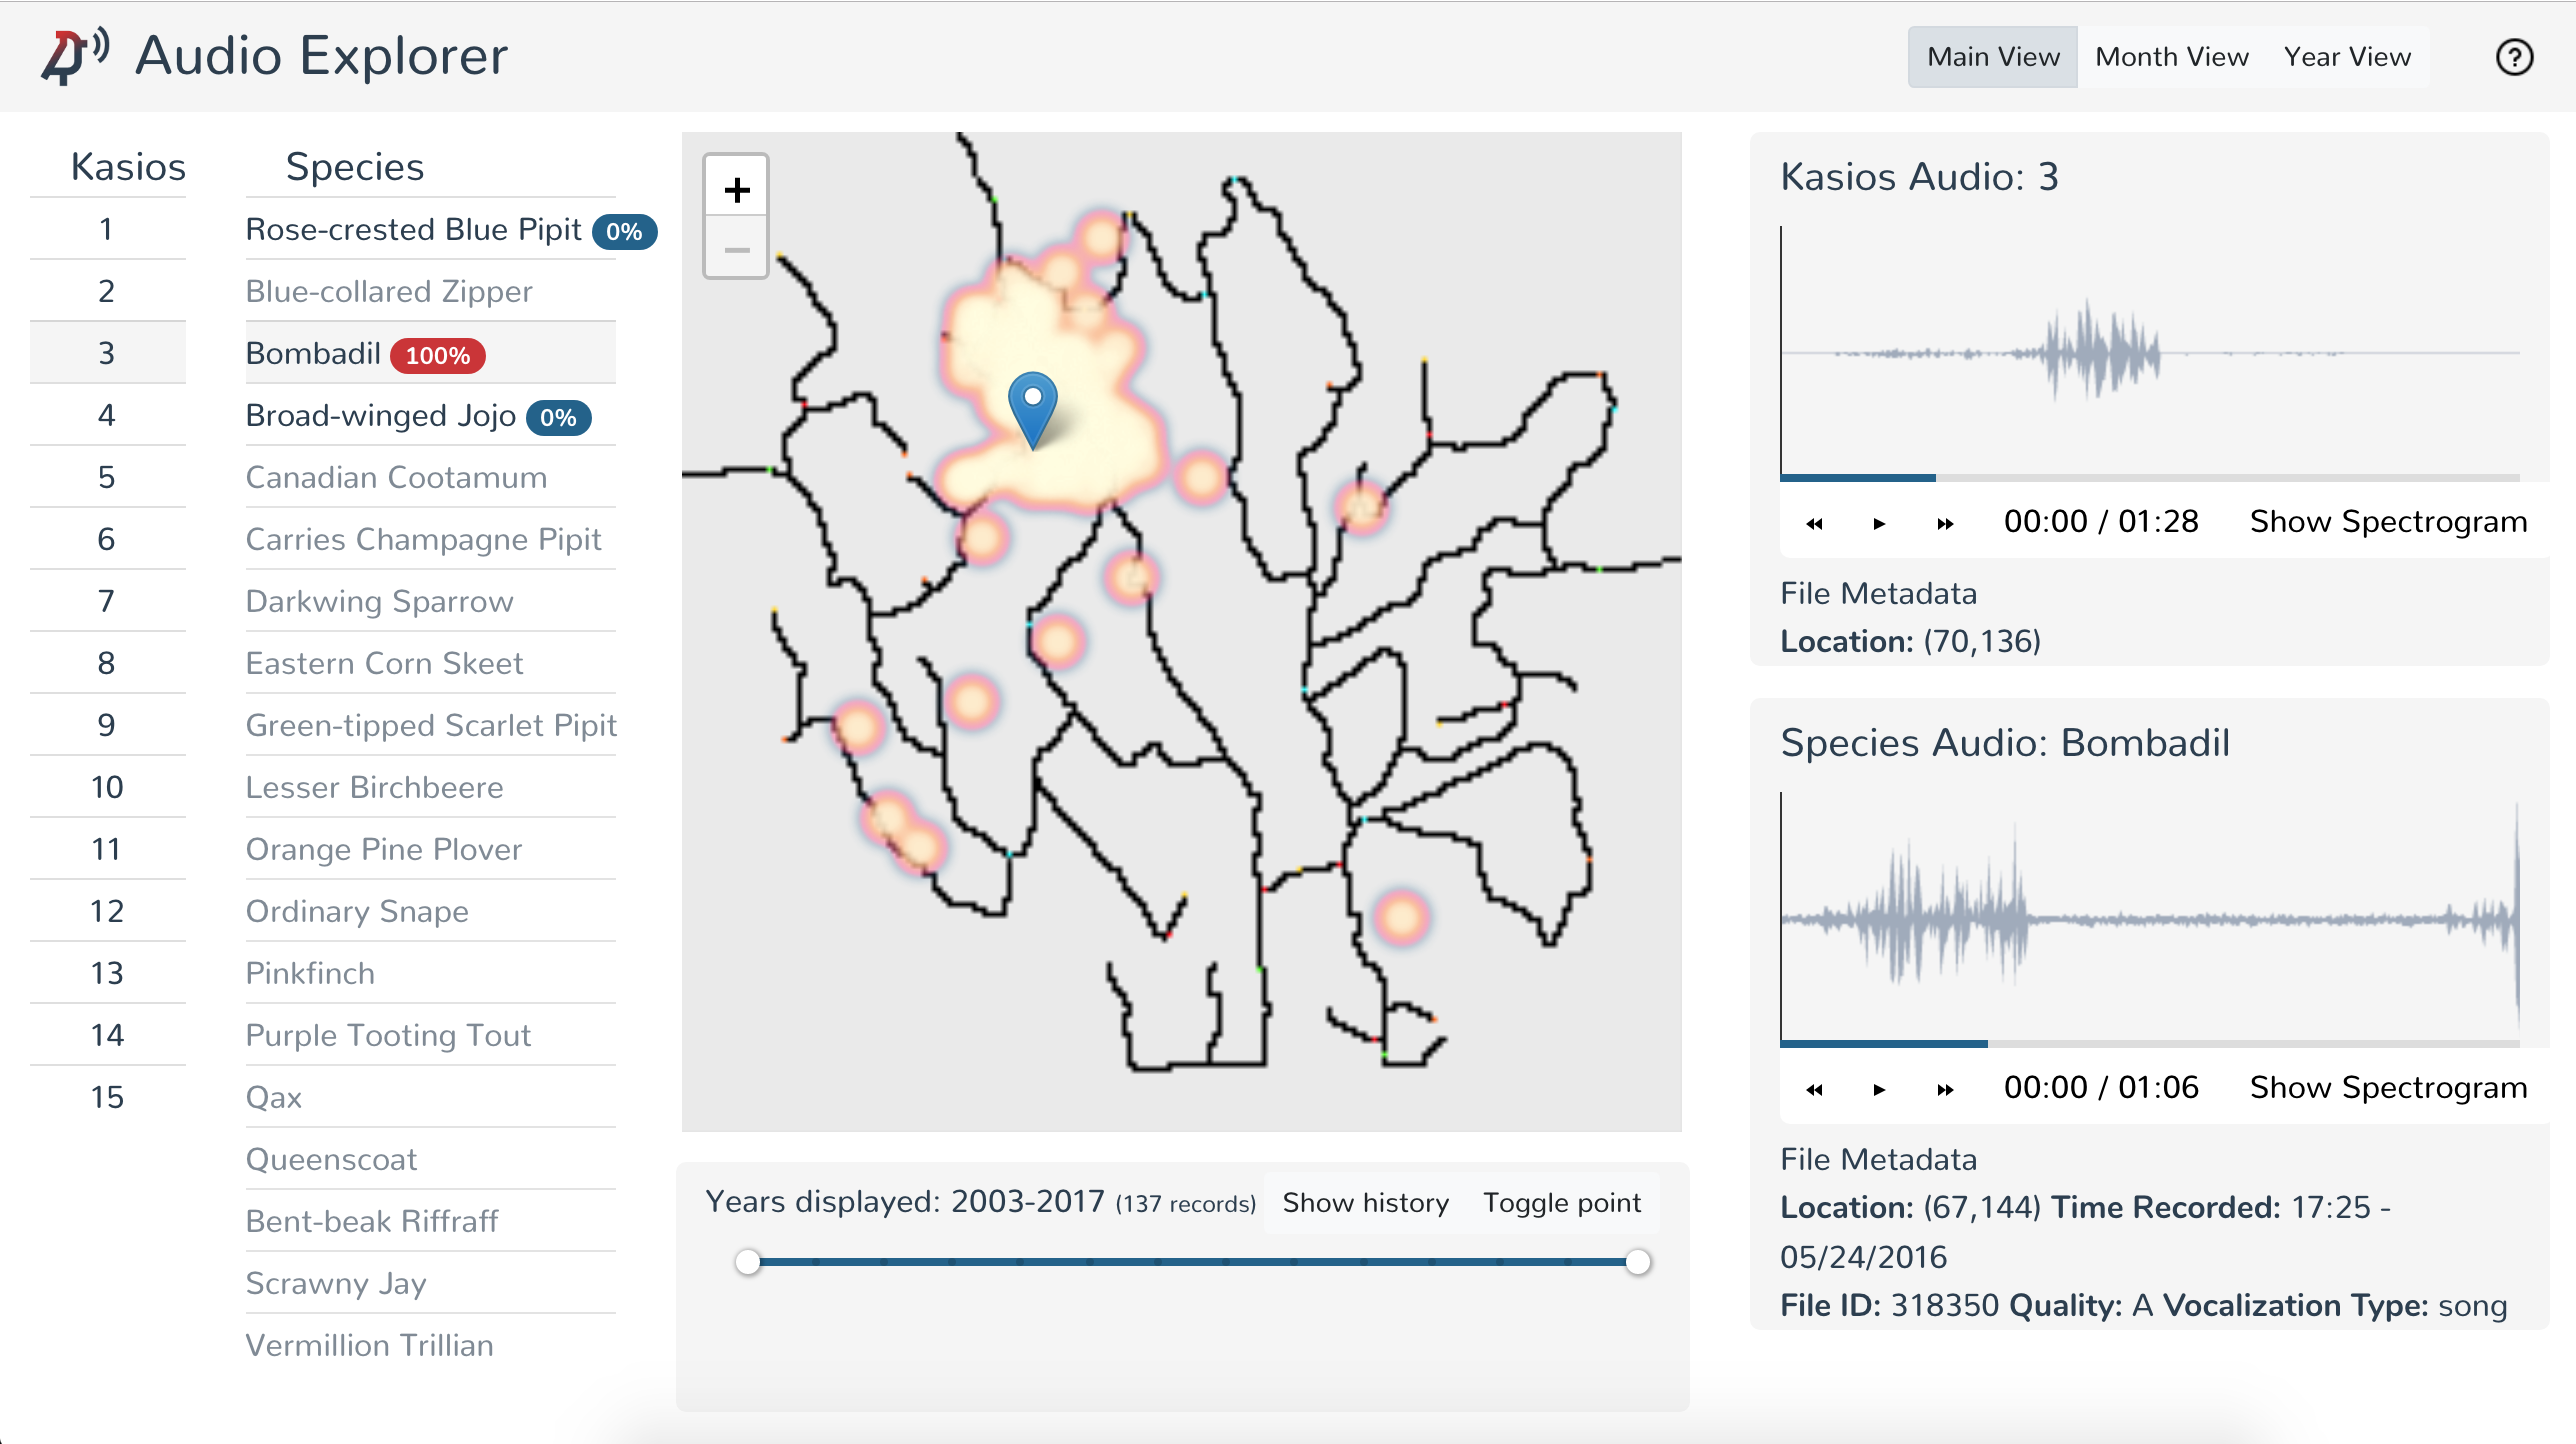 Audio Explorer
Main View
Month View
Year View
?
Kasios
1
2
3
4
5
6
7
8
9
10
11
12
13
14
15
Species
Rose-crested Blue Pipit 0%
Blue-collared Zipper
Bombadil 100%
Broad-winged Jojo 0%
Canadian Cootamum
Carries Champagne Pipit
Darkwing Sparrow
Eastern Corn Skeet
Green-tipped Scarlet Pipit
Lesser Birchbeere
Orange Pine Plover
Ordinary Snape
Pinkfinch
Purple Tooting Tout
Qax
Queenscoat
Bent-beak Riffraff
Scrawny Jay
Vermillion Trillian
+
−
Years displayed: 2003-2017 (137 records)
Show history
Toggle point
Kasios Audio: 3
00:00 / 01:28
Show Spectrogram
File Metadata
Location: (70,136)
Species Audio: Bombadil
00:00 / 01:06
Show Spectrogram
File Metadata
Location: (67,144) Time Recorded: 17:25 -
05/24/2016
File ID: 318350 Quality: A Vocalization Type: song